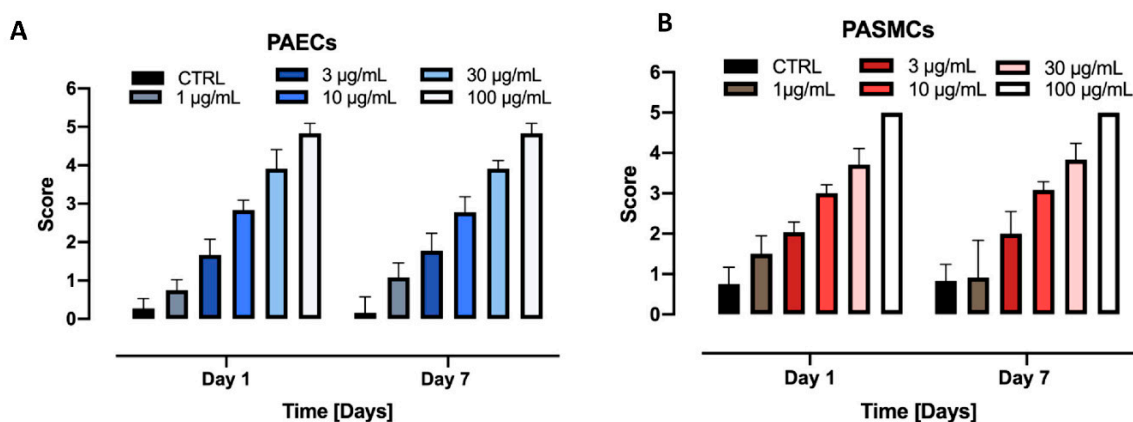 A
PAECs
CTRL
3 µg/mL
30 µg/mL
1 µg/mL
10 µg/mL
100 µg/mL
6
5
4
3
2
1
0
Score
Day 1
Day 7
Time [Days]
B
PASMCs
CTRL
3 µg/mL
30 µg/mL
1µg/mL
10 µg/mL
100 µg/mL
6
5
4
3
2
1
0
Score
Day 1
Day 7
Time [Days]